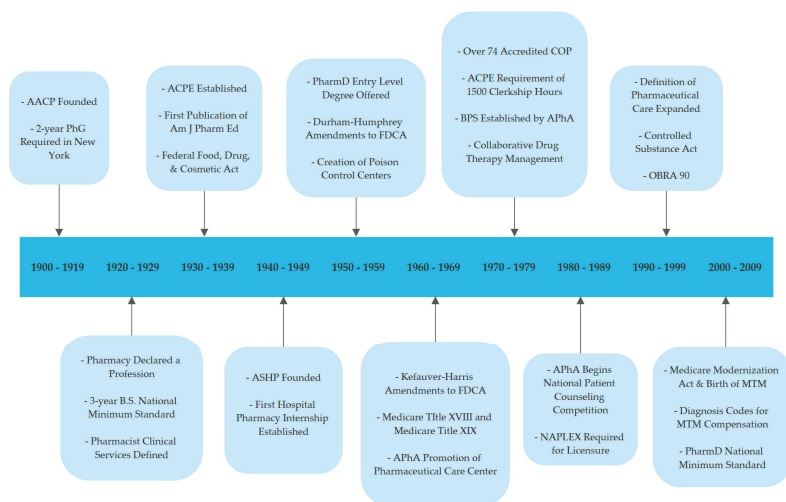 - AACP Founded
- 2-year PhG
Required in New
York
- ACPE Established
- First Publication of
Am J Pharm Ed
- Federal Food, Drug,
& Cosmetic Act
- PharmD Entry Level
Degree Offered
- Durham-Humphrey
Amendments to FDCA
- Creation of Poison
Control Centers
- Over 74 Accredited COP
- ACPE Requirement of
1500 Clerkship Hours
- BPS Established by APhA
- Collaborative Drug
Therapy Management
- Definition of
Pharmaceutical
Care Expanded
- Controlled
Substance Act
- OBRA 90
1900 - 1919
1920 - 1929
1930 - 1939
1940 - 1949
1950 - 1959
1960 - 1969
1970 - 1979
1980 - 1989
1990 - 1999
2000 - 2009
- Pharmacy Declared a
Profession
- 3-year B.S. National
Minimum Standard
- Pharmacist Clinical
Services Defined
- ASHP Founded
- First Hospital
Pharmacy Internship
Established
- Kefauver-Harris
Amendments to FDCA
- Medicare TItle XVIII and
Medicare Title XIX
- APhA Promotion of
Pharmaceutical Care Center
- APhA Begins
National Patient
Counseling
Competition
- NAPLEX Required
for Licensure
- Medicare Modernization
Act & Birth of MTM
- Diagnosis Codes for
MTM Compensation
- PharmD National
Minimum Standard